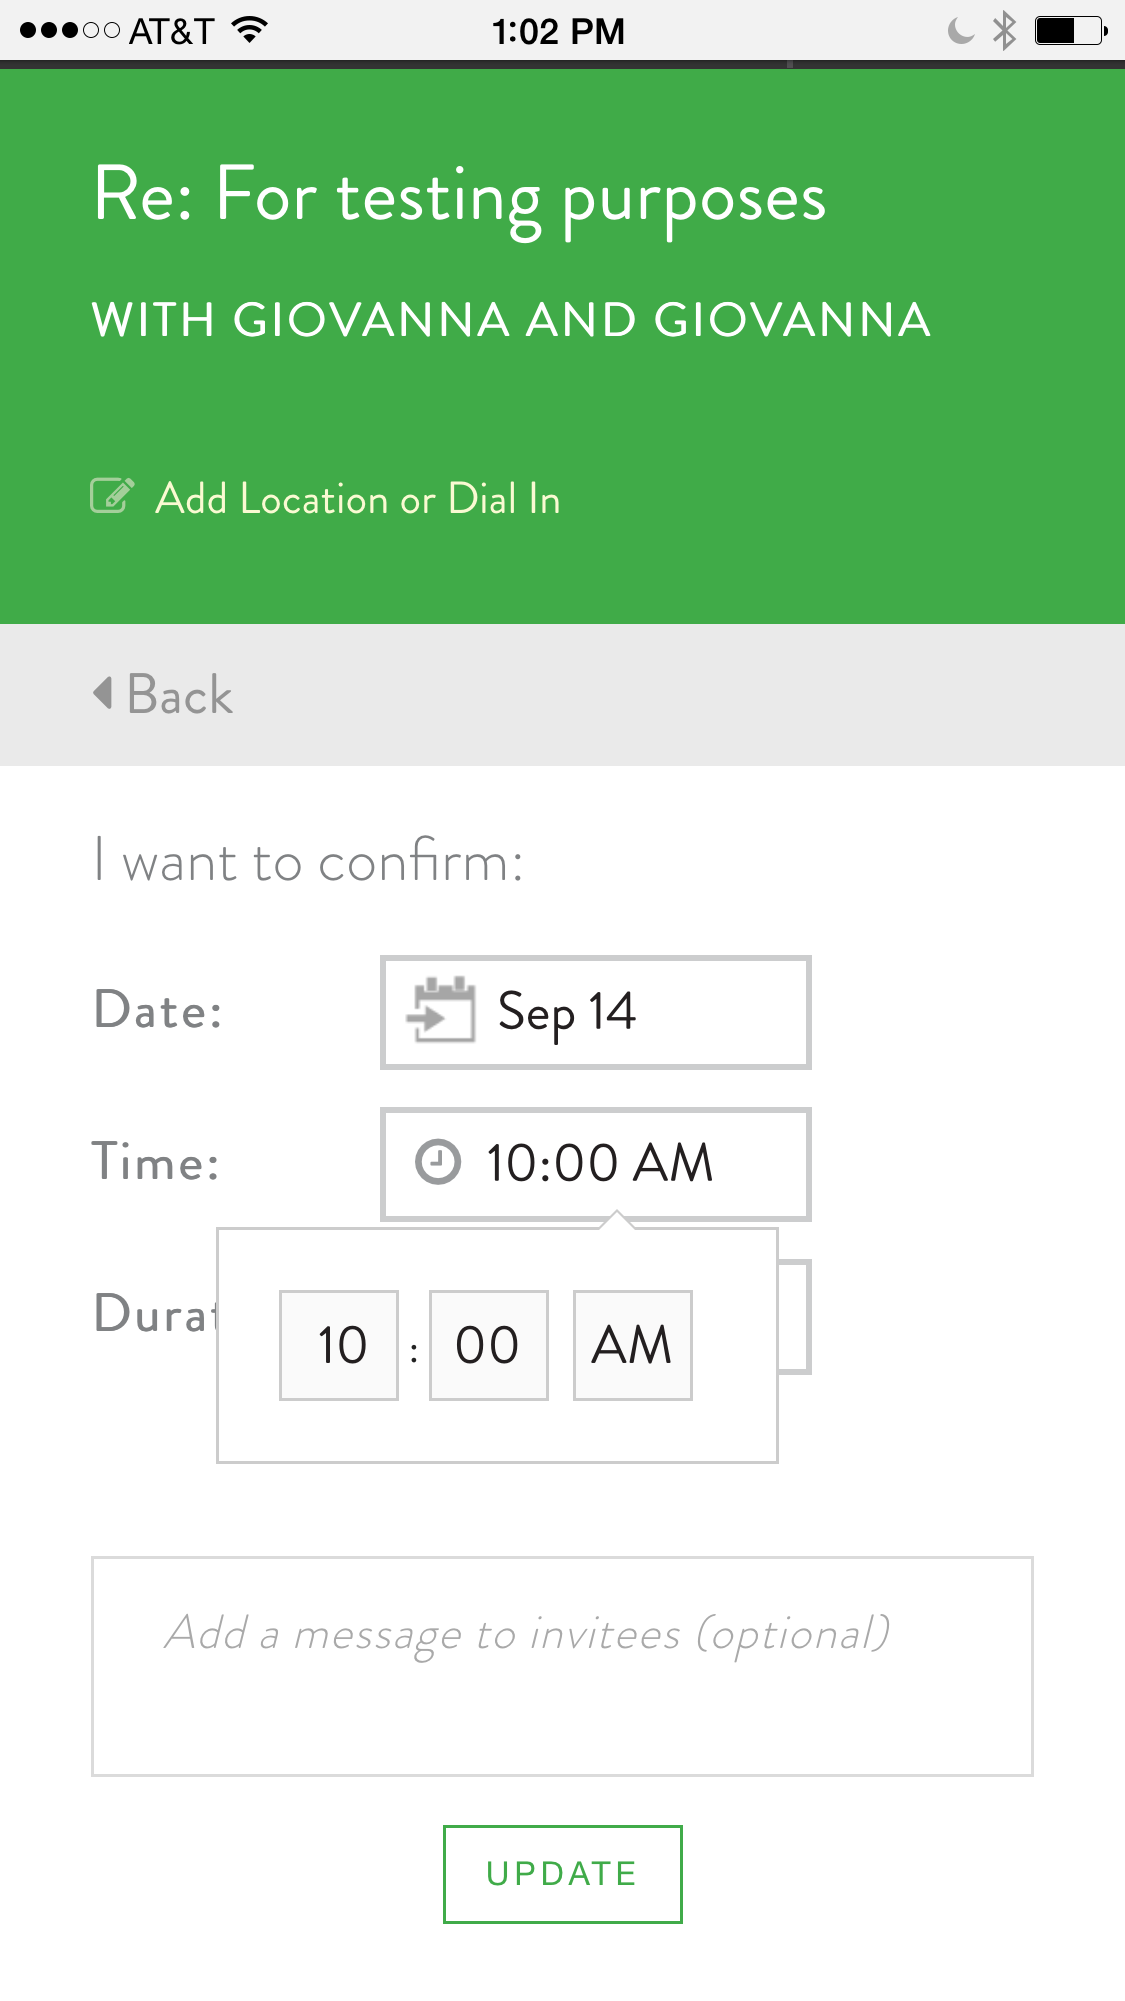 AT&T 1:02 PM
Re: For testing purposes
WITH GIOVANNA AND GIOVANNA
Add Location or Dial In
Back
I want to confirm:
Date: Sep 14
Time: 10:00 AM
10 : 00 AM
Add a message to invitees (optional)
UPDATE